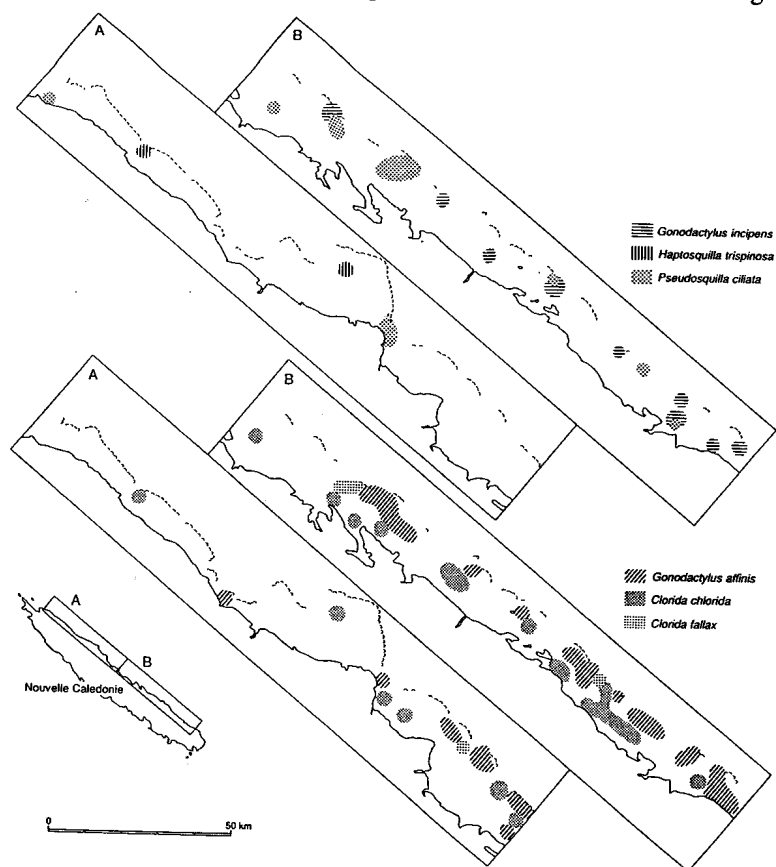 A
B
Gonodactylus incipens
Haptosquilla trispinosa
Pseudosquilla ciliata
A
B
Gonodactylus affinis
Clorida chlorida
Clorida fallax
A
B
Nouvelle Caledonie
0 50 km